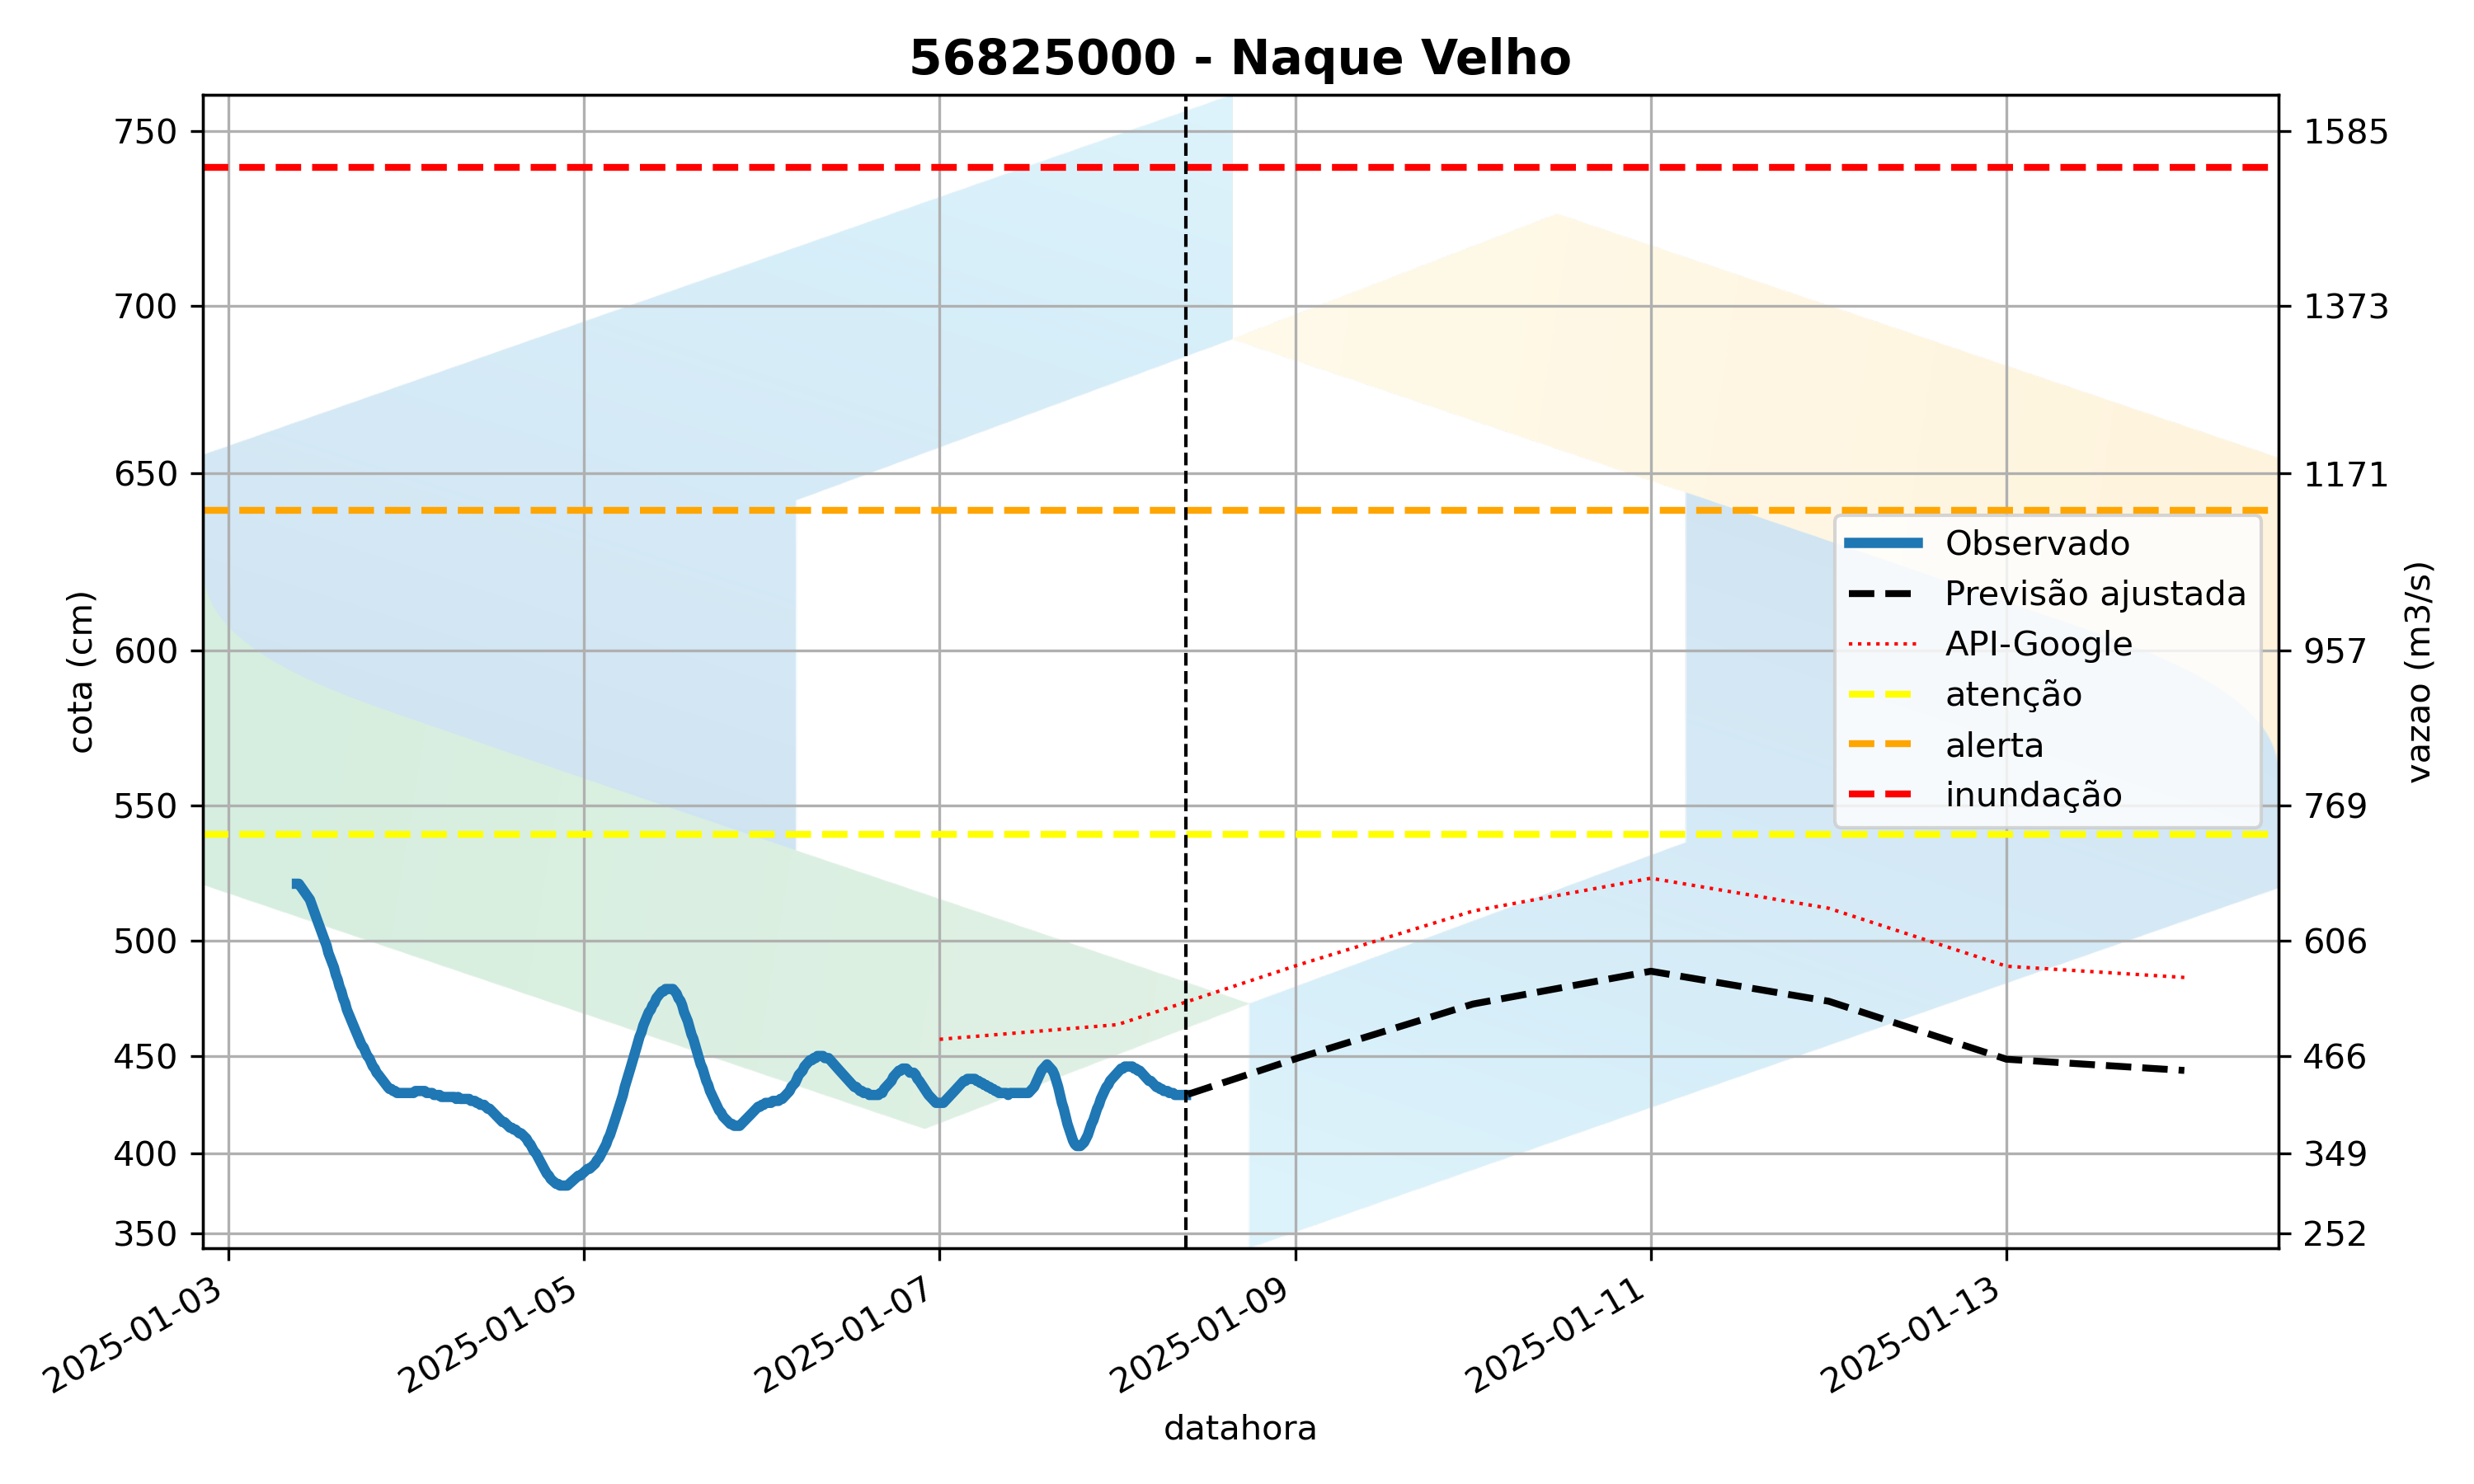 56825000 - Naque Velho
750
700
650
600
550
500
450
400
350
cota (cm)
1585
1373
1171
957
769
606
466
349
252
vazao (m3/s)
Observado
Previsão ajustada
API-Google
atenção
alerta
inundação
2025-01-03
2025-01-05
2025-01-07
2025-01-09
2025-01-11
2025-01-13
datahora